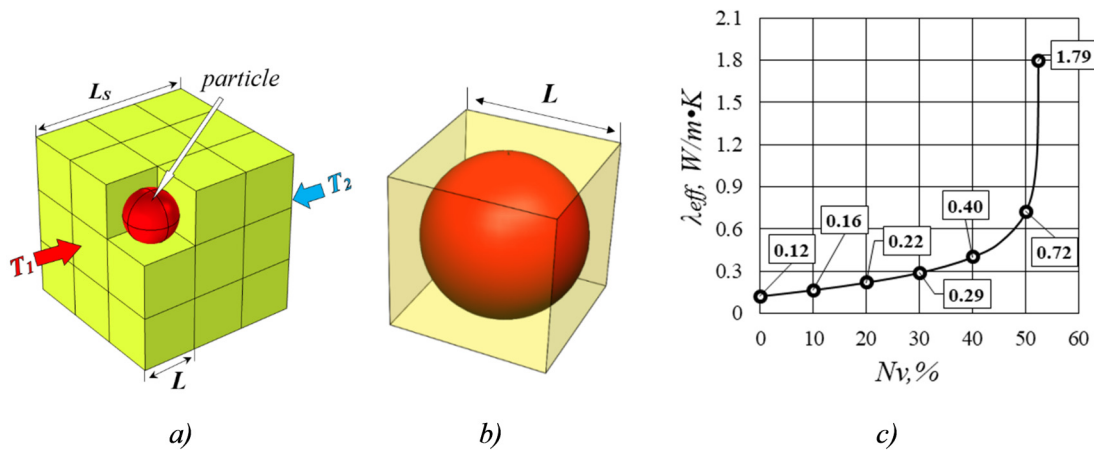 particle
Ls
T₂
T₁
L
a)
L
b)
λeff, W/m•K
2.1
1.8
1.5
1.2
0.9
0.6
0.3
0
1.79
0.40
0.22
0.16
0.12
0.72
0.29
0 10 20 30 40 50 60
Nv,%
c)